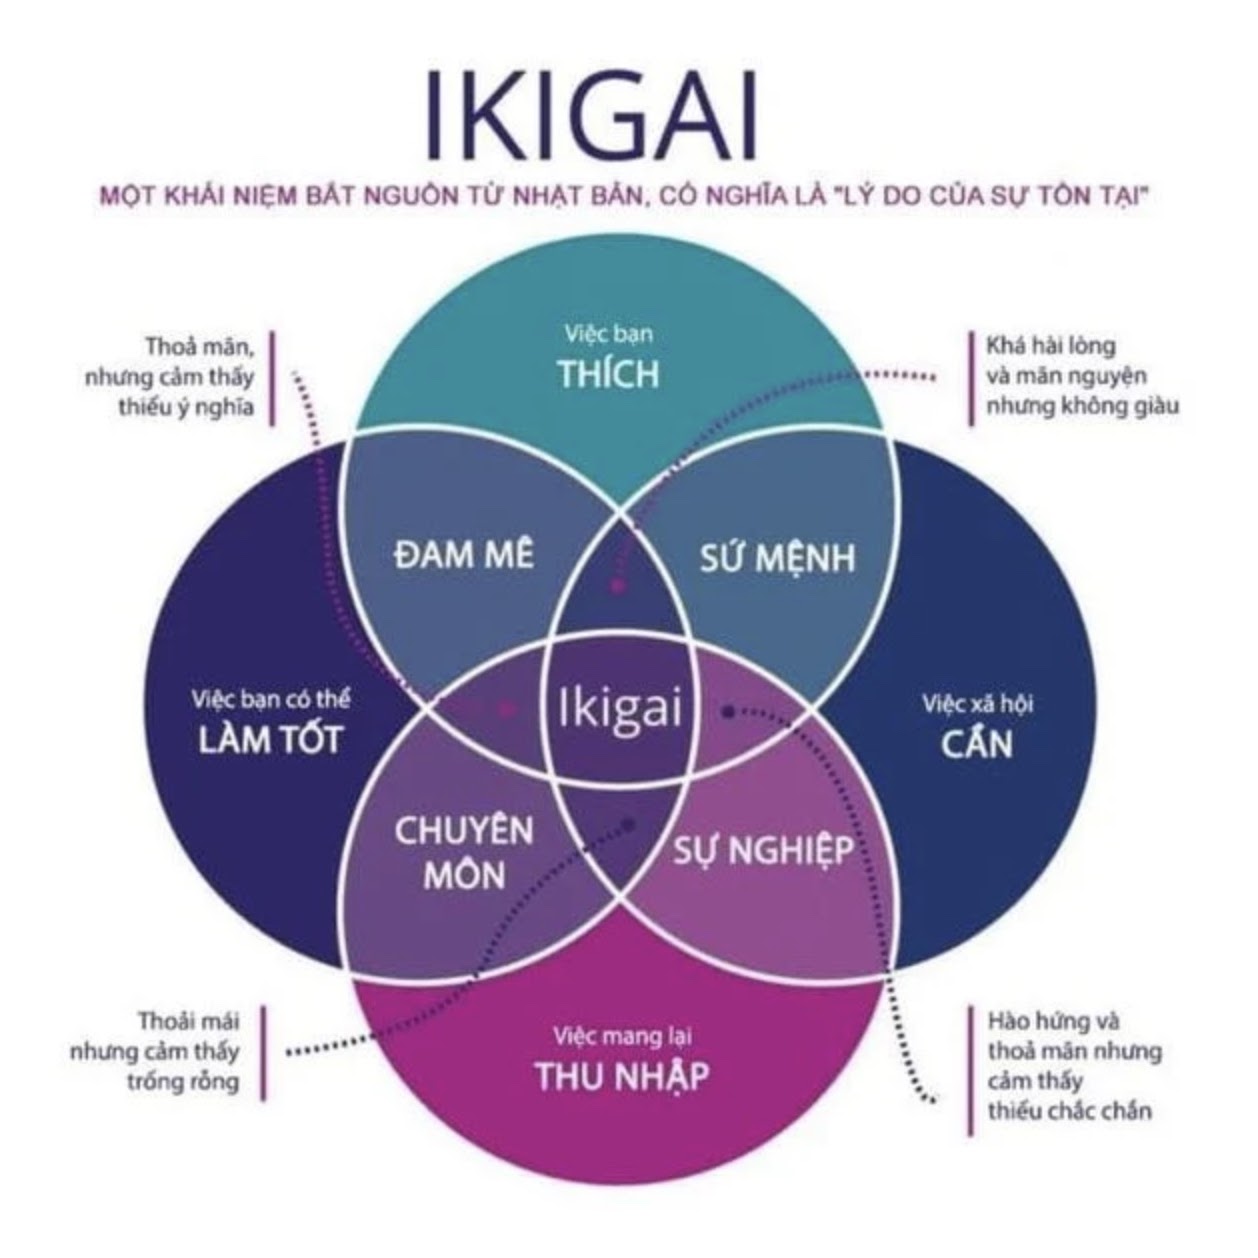 IKIGAI
MỘT KHÁI NIỆM BẮT NGUỒN TỪ NHẬT BẢN, CÓ NGHĨA LÀ "LÝ DO CỦA SỰ TỒN TẠI"
Việc bạn
THÍCH
Thoả mãn,
nhưng cảm thấy
thiếu ý nghĩa
Khá hài lòng
và mãn nguyện
nhưng không giàu
ĐAM MÊ
SỨ MỆNH
Việc bạn có thể
LÀM TỐT
Ikigai
Việc xã hội
CẦN
CHUYÊN
MÔN
SỰ NGHIỆP
Việc mang lại
THU NHẬP
Thoải mái
nhưng cảm thấy
trống rỗng
Hào hứng và
thoả mãn nhưng
cảm thấy
thiếu chắc chắn